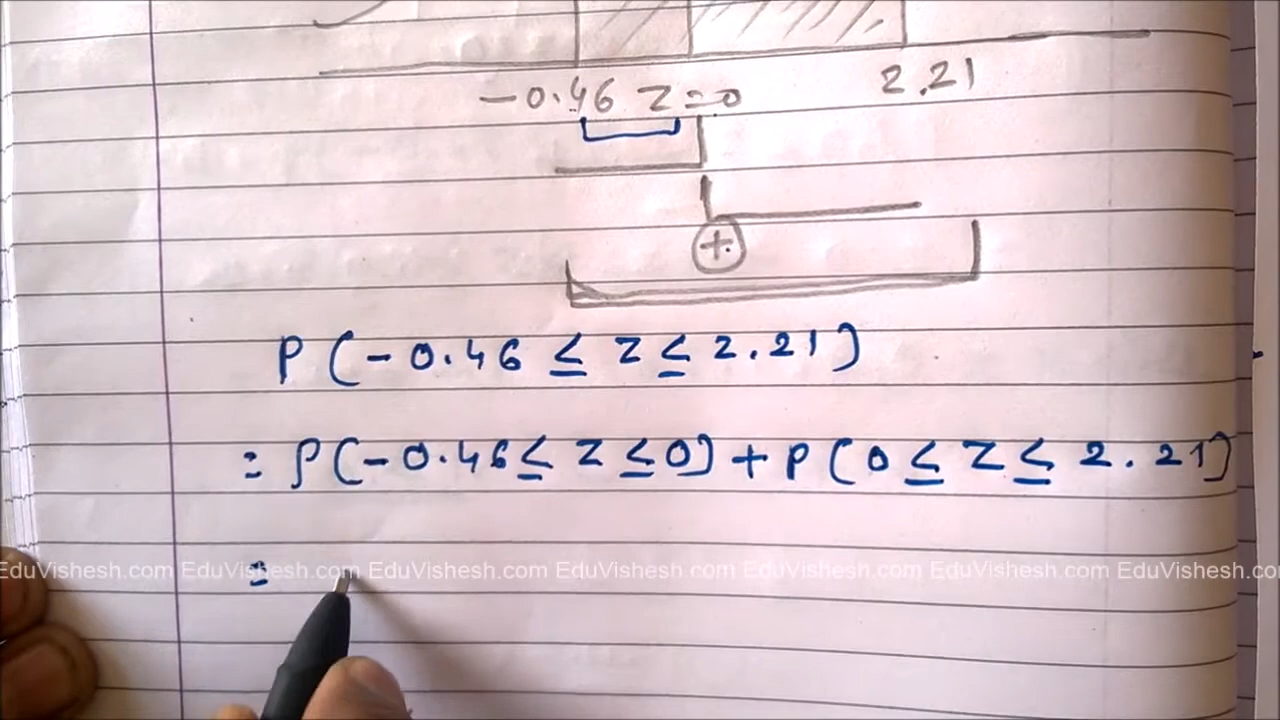 -0.46 Z=0 2.21
+
P(-0.46 ≤ Z ≤ 2.21)
= P(-0.46 ≤ Z ≤ 0) + P(0 ≤ Z ≤ 2.21)
=
EduVishesh.com EduVishesh.com EduVishesh.com EduVishesh.com EduVishesh.com EduVishesh.com EduVishesh.com